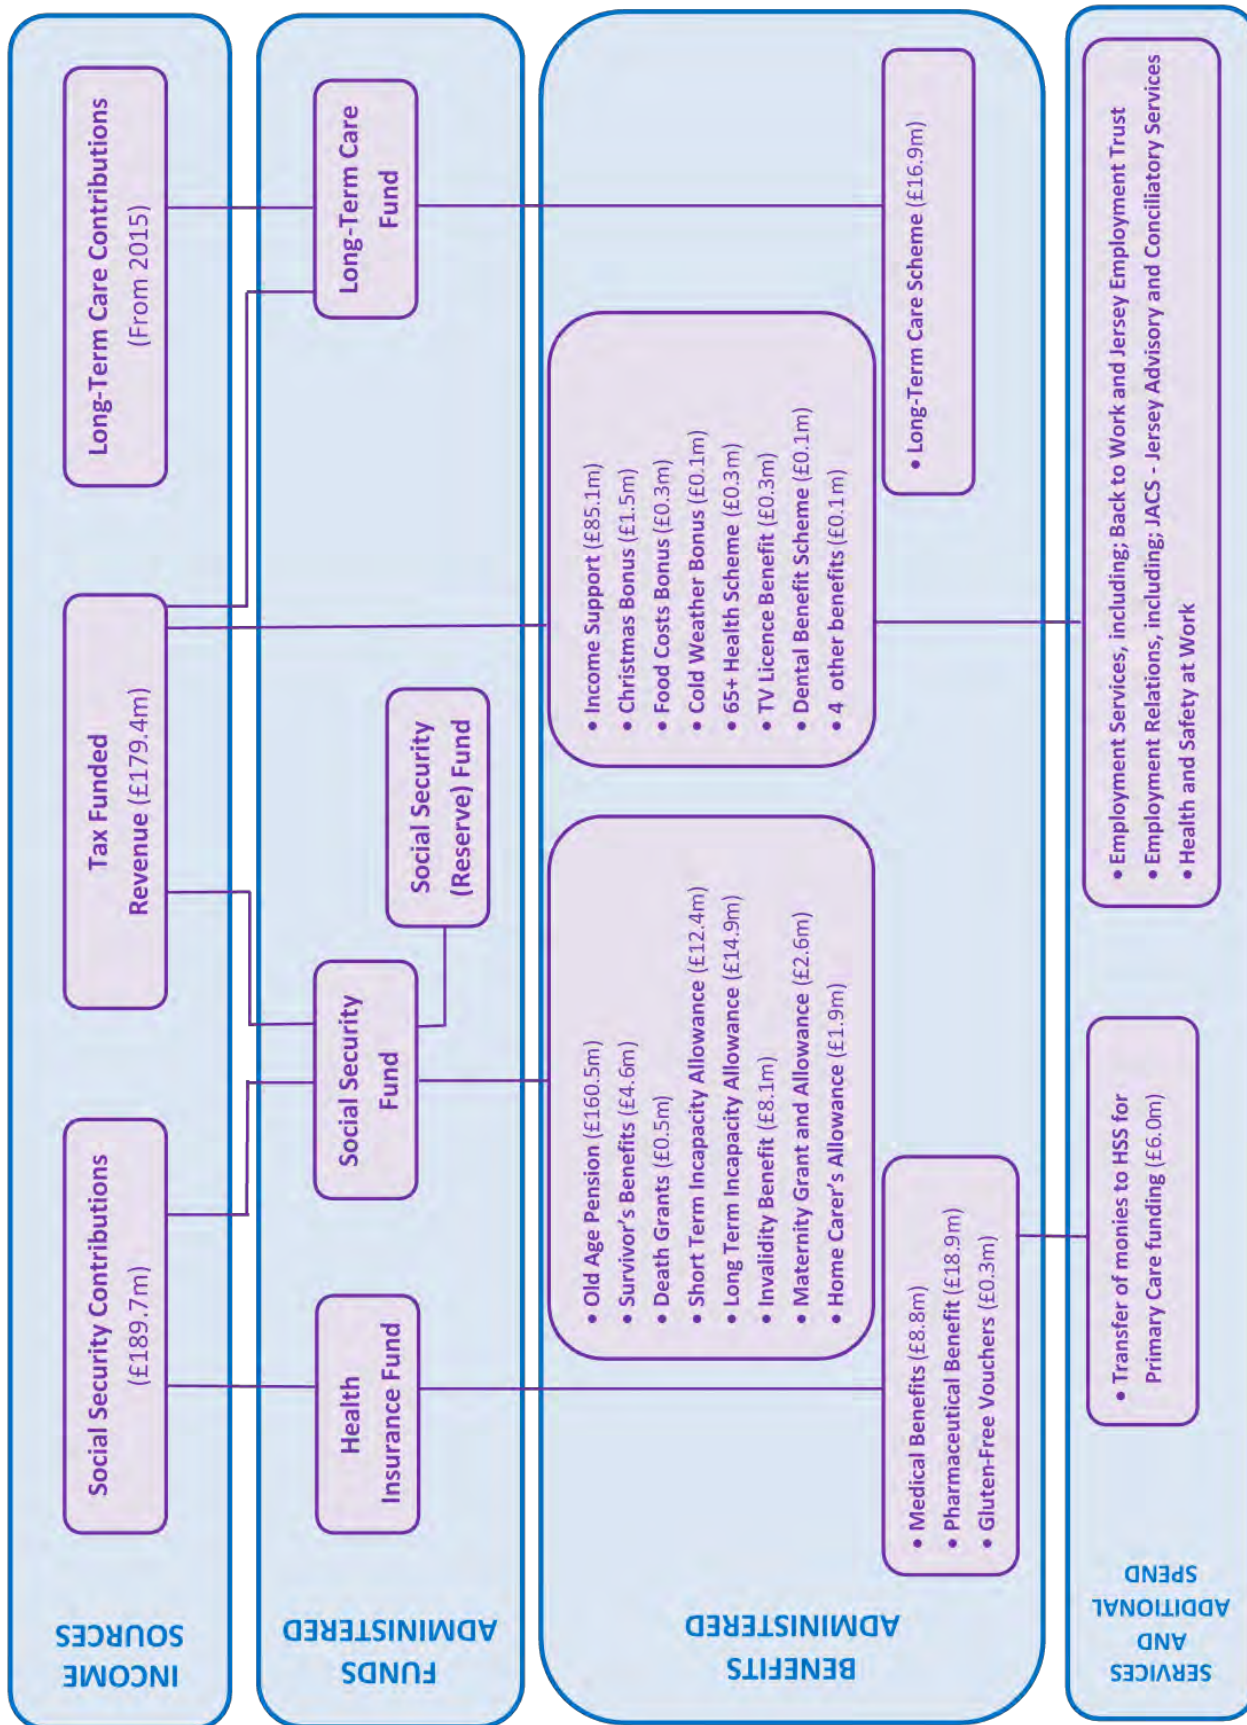 INCOME
SOURCES
Social Security Contributions
(£189.7m)
Tax Funded
Revenue (£179.4m)
Long-Term Care Contributions
(From 2015)
FUNDS
ADMINISTERED
Health
Insurance Fund
Social Security
Fund
Social Security
(Reserve) Fund
Long-Term Care
Fund
BENEFITS
ADMINISTERED
• Old Age Pension (£160.5m)
• Survivor's Benefits (£4.6m)
• Death Grants (£0.5m)
• Short Term Incapacity Allowance (£12.4m)
• Long Term Incapacity Allowance (£14.9m)
• Invalidity Benefit (£8.1m)
• Maternity Grant and Allowance (£2.6m)
• Home Carer's Allowance (£1.9m)
• Income Support (£85.1m)
• Christmas Bonus (£1.5m)
• Food Costs Bonus (£0.3m)
• Cold Weather Bonus (£0.1m)
• 65+ Health Scheme (£0.3m)
• TV Licence Benefit (£0.3m)
• Dental Benefit Scheme (£0.1m)
• 4 other benefits (£0.1m)
• Medical Benefits (£8.8m)
• Pharmaceutical Benefit (£18.9m)
• Gluten-Free Vouchers (£0.3m)
• Long-Term Care Scheme (£16.9m)
SERVICES
AND
ADDITIONAL
SPEND
• Transfer of monies to HSS for
Primary Care funding (£6.0m)
• Employment Services, including; Back to Work and Jersey Employment Trust
• Employment Relations, including; JACS - Jersey Advisory and Conciliatory Services
• Health and Safety at Work